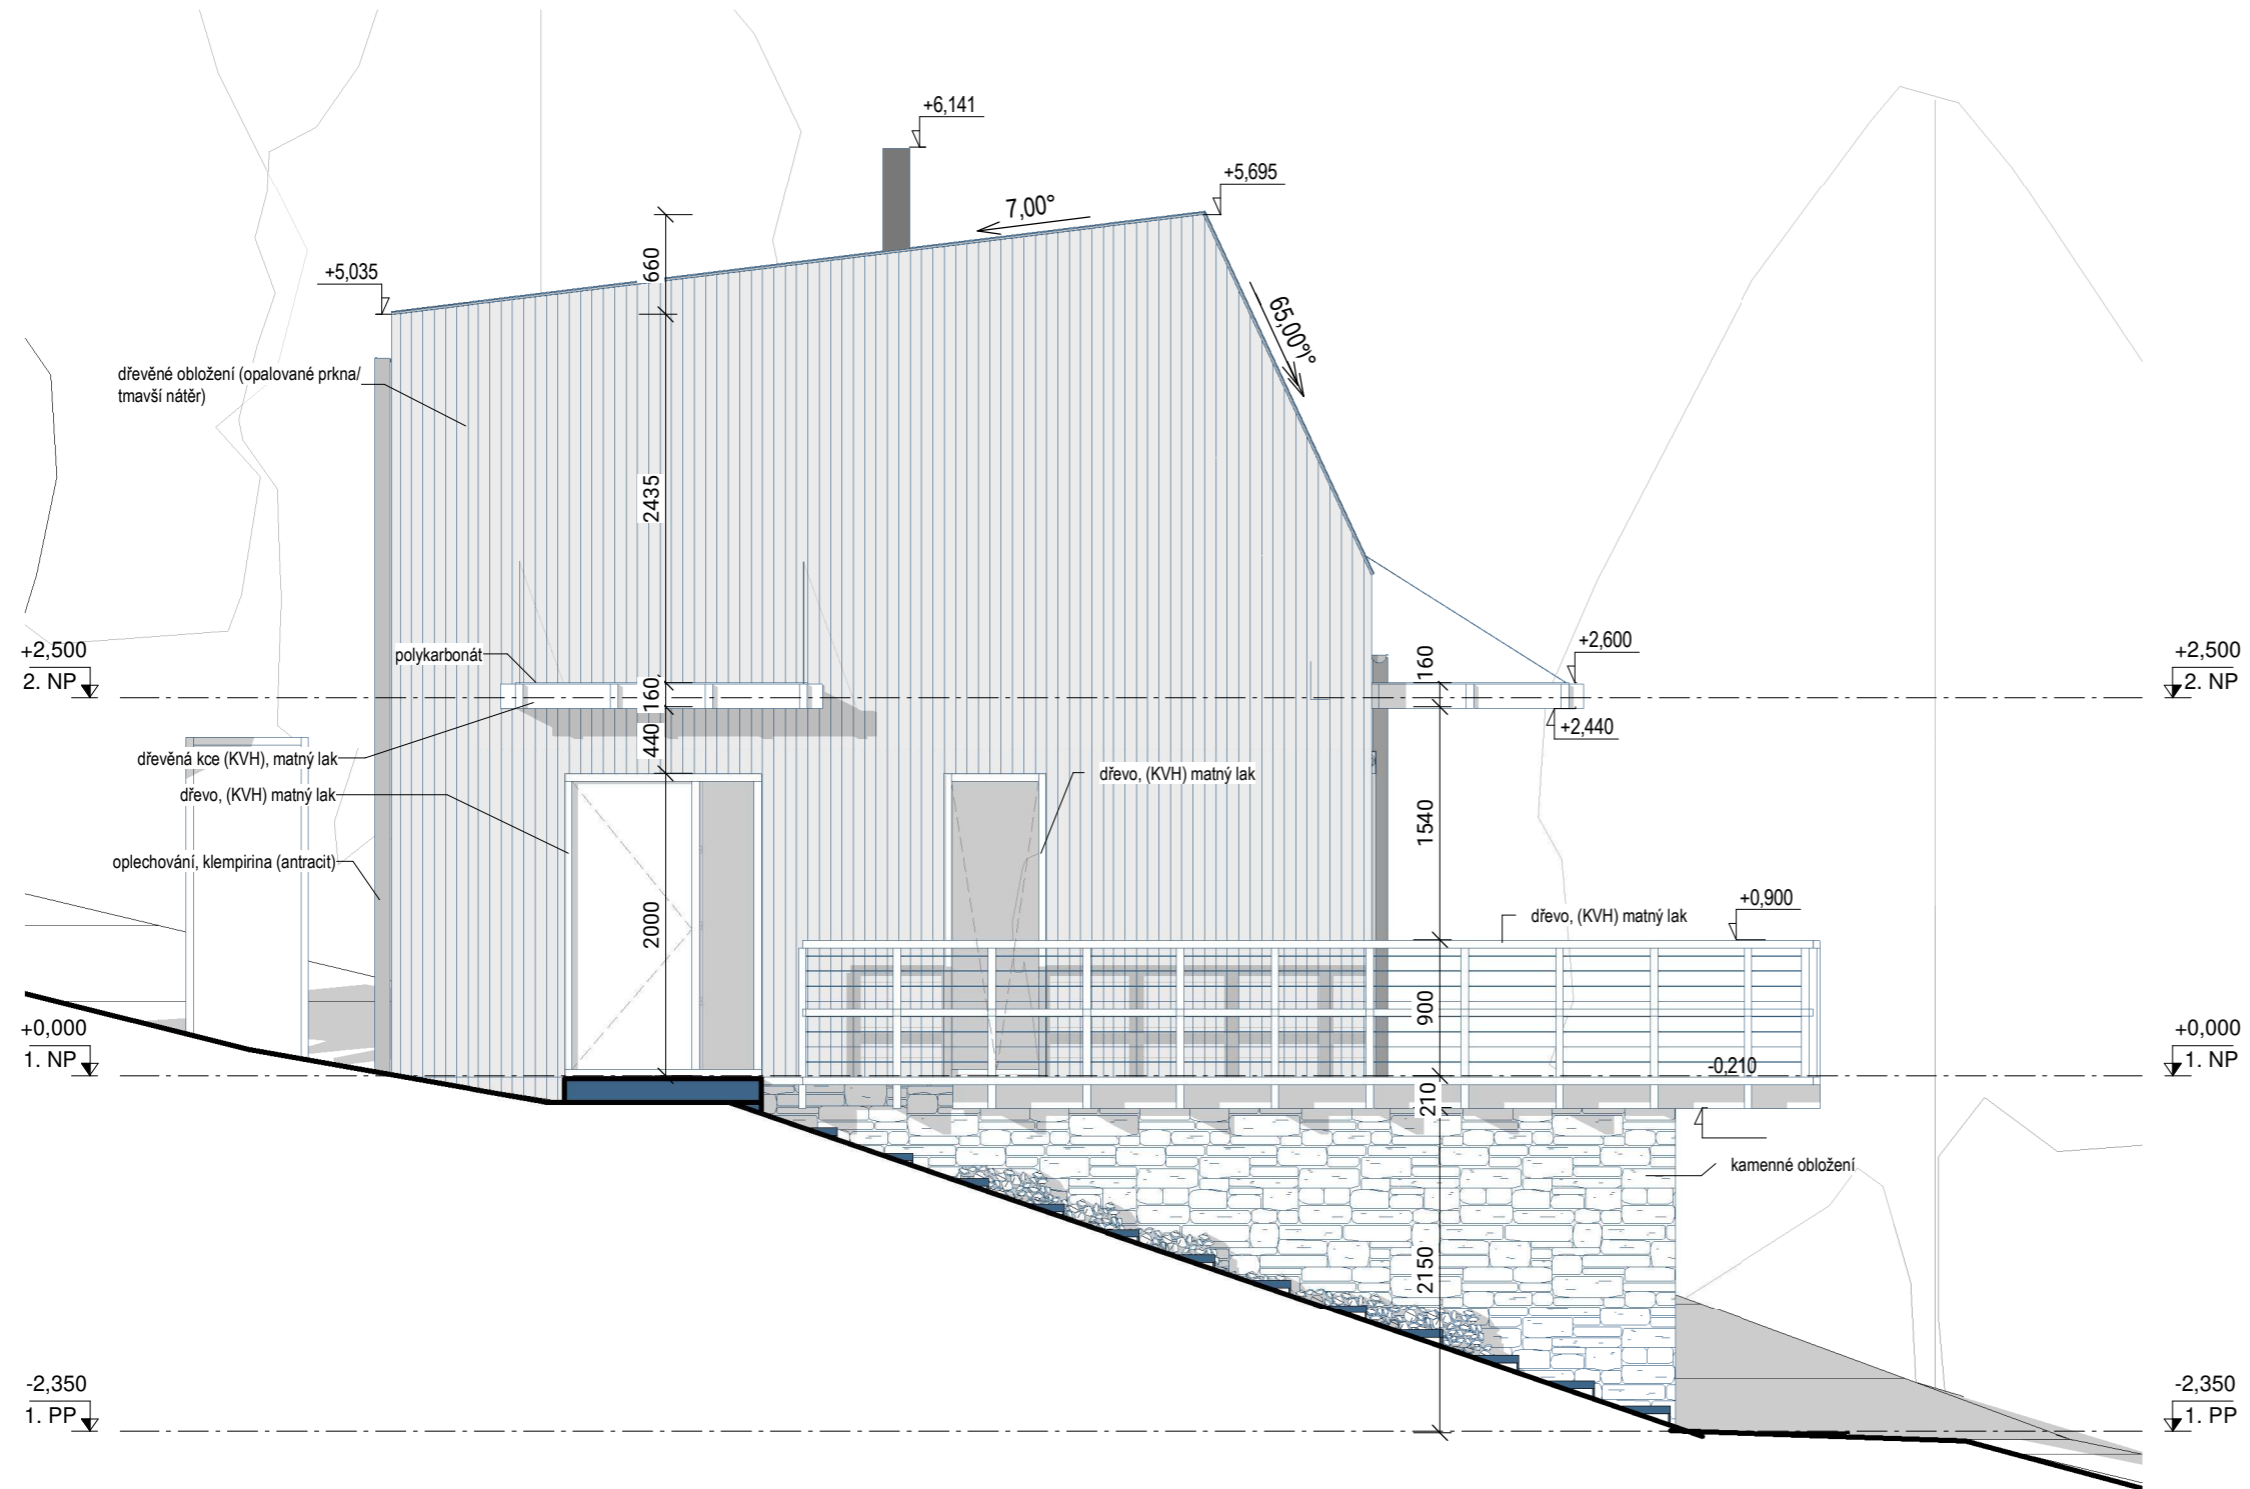 +6,141
+5,695
7,00°
660
+5,035
65,00°
dřevěné obložení (opalované prkna/
tmavší nátěr)
2435
+2,500
2. NP
polykarbonát
160
160
+2,600
+2,500
2. NP
440
+2,440
dřevěná kce (KVH), matný lak
dřevo, (KVH) matný lak
dřevo, (KVH) matný lak
1540
oplechování, klempirina (antracit)
2000
+0,900
dřevo, (KVH) matný lak
900
+0,000
1. NP
+0,000
1. NP
-0,210
210
kamenné obložení
2150
-2,350
1. PP
-2,350
1. PP